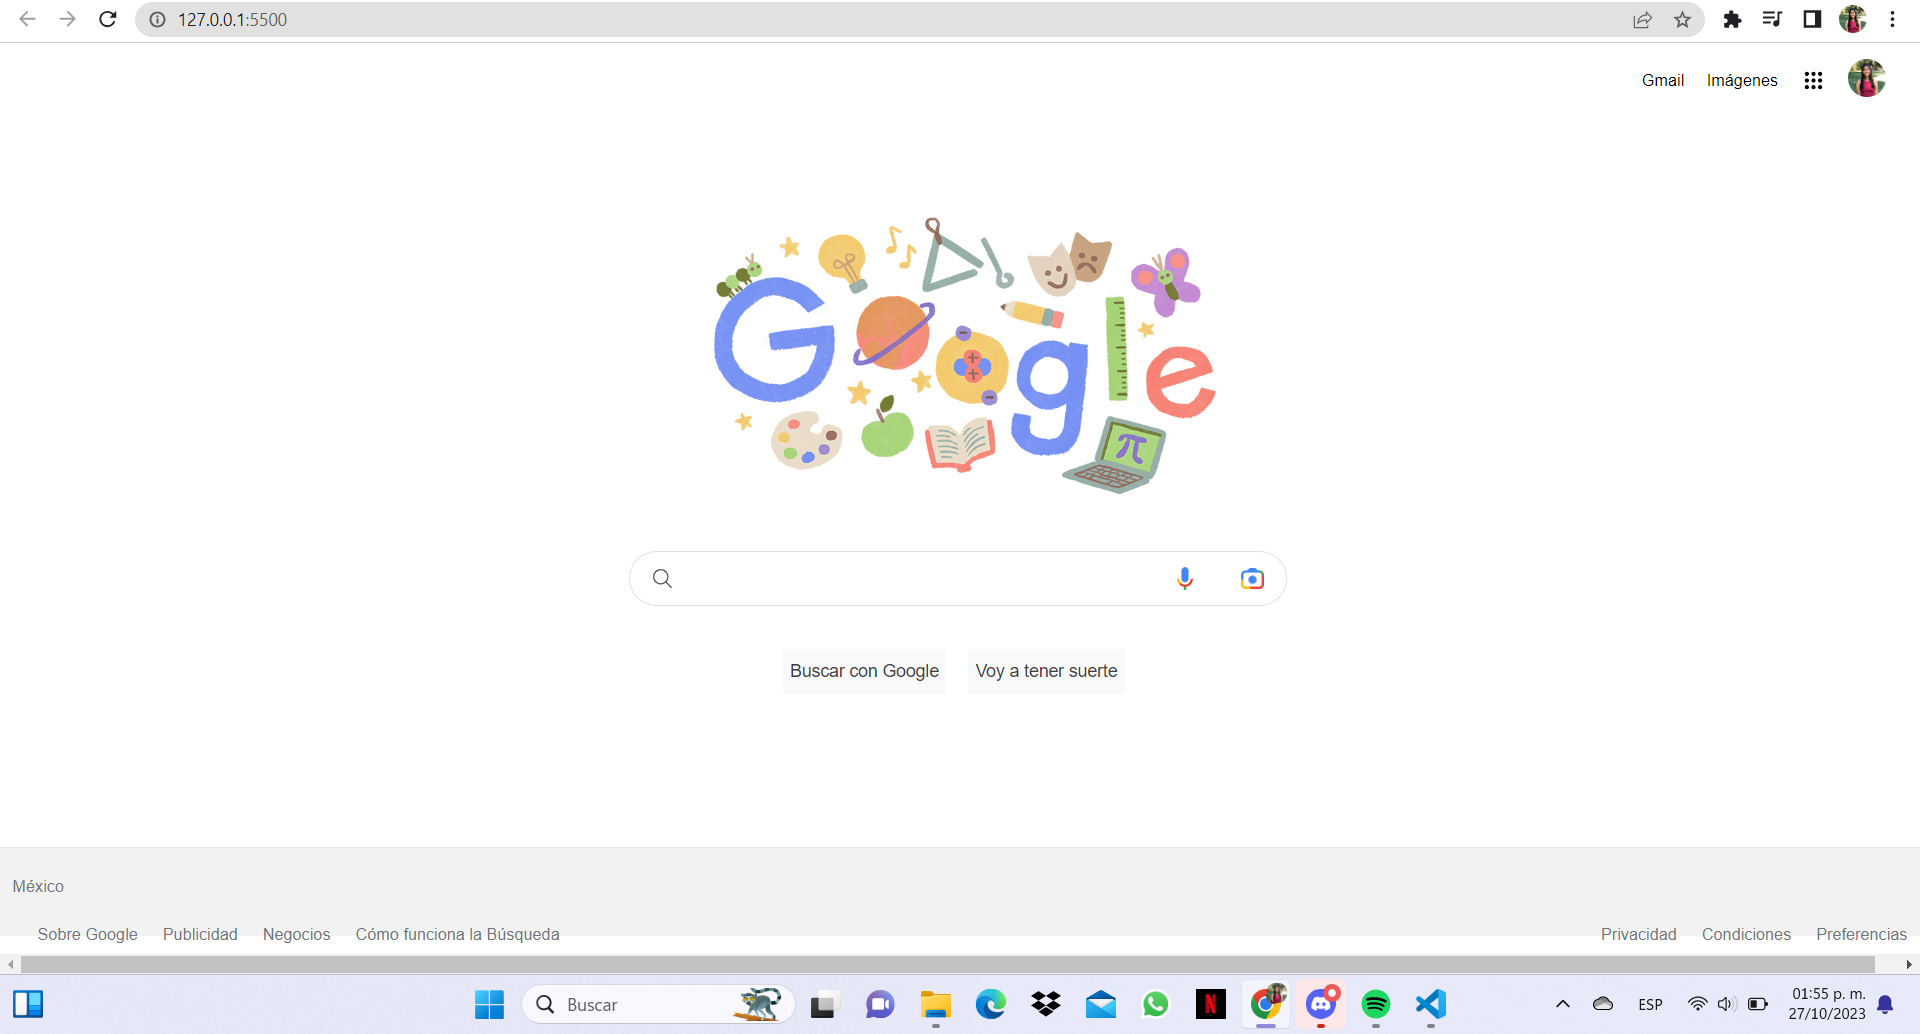 127.0.0.1:5500
Gmail Imágenes
Google
π
Buscar con Google Voy a tener suerte
México
Sobre Google Publicidad Negocios Cómo funciona la Búsqueda Privacidad Condiciones Preferencias
Buscar N ESP 01:55 p. m.
27/10/2023